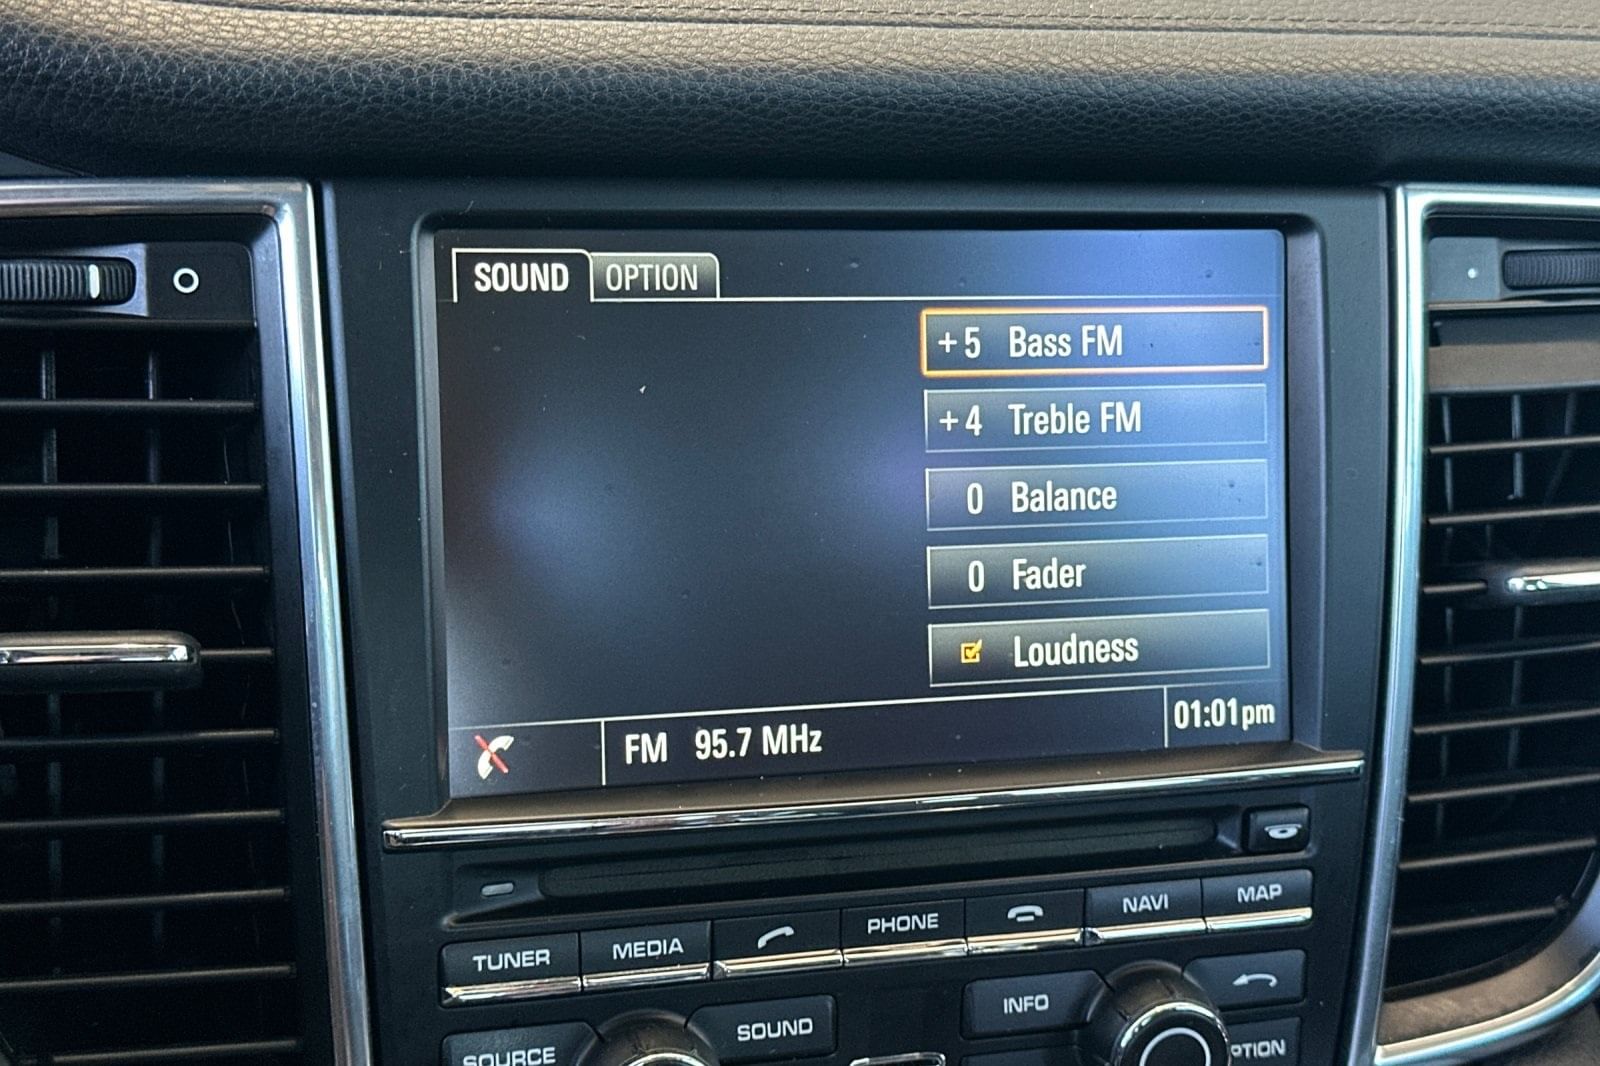 SOUND OPTION
+5 Bass FM
+4 Treble FM
0 Balance
0 Fader
Loudness
FM 95.7 MHz 01:01pm
TUNER MEDIA PHONE NAVI MAP
SOURCE SOUND INFO